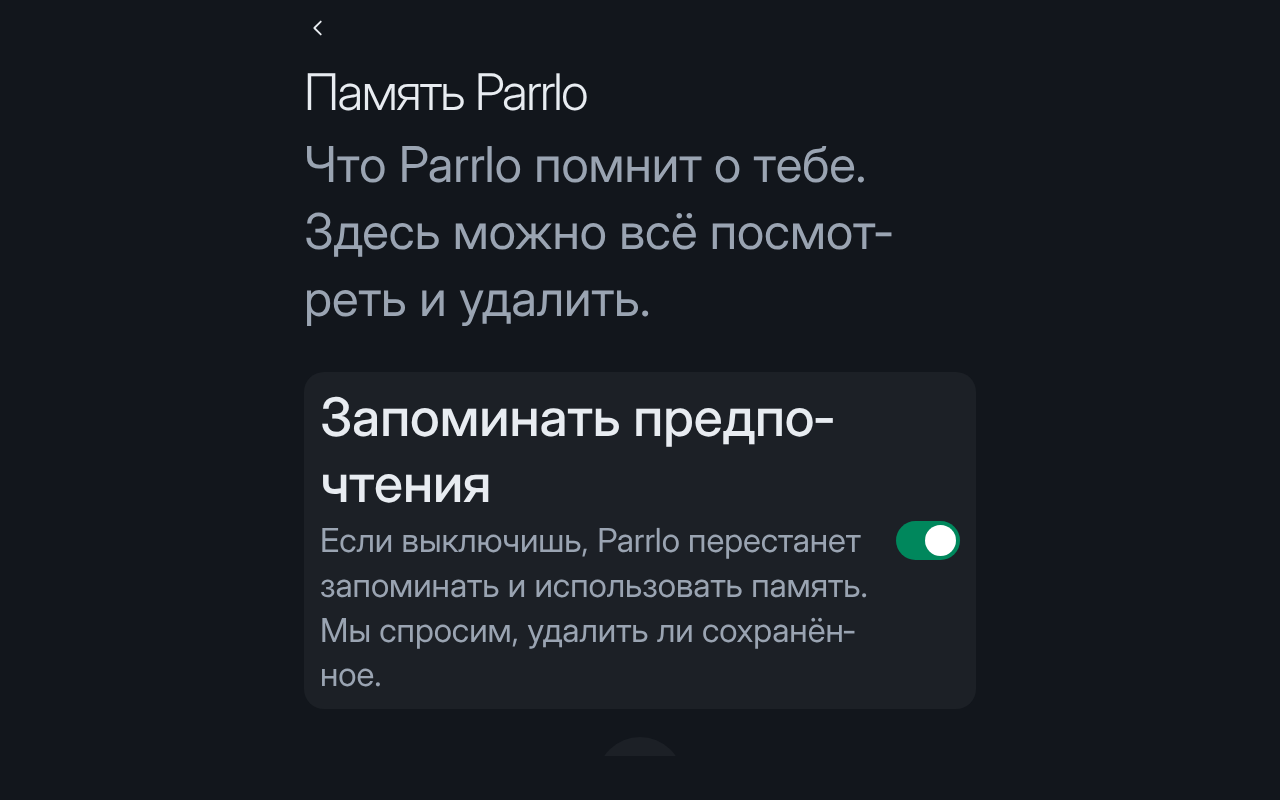 Память Parrlo
Что Parrlo помнит о тебе.
Здесь можно всё посмот-
реть и удалить.
Запоминать предпо-
чтения
Если выключишь, Parrlo перестанет
запоминать и использовать память.
Мы спросим, удалить ли сохранён-
ное.